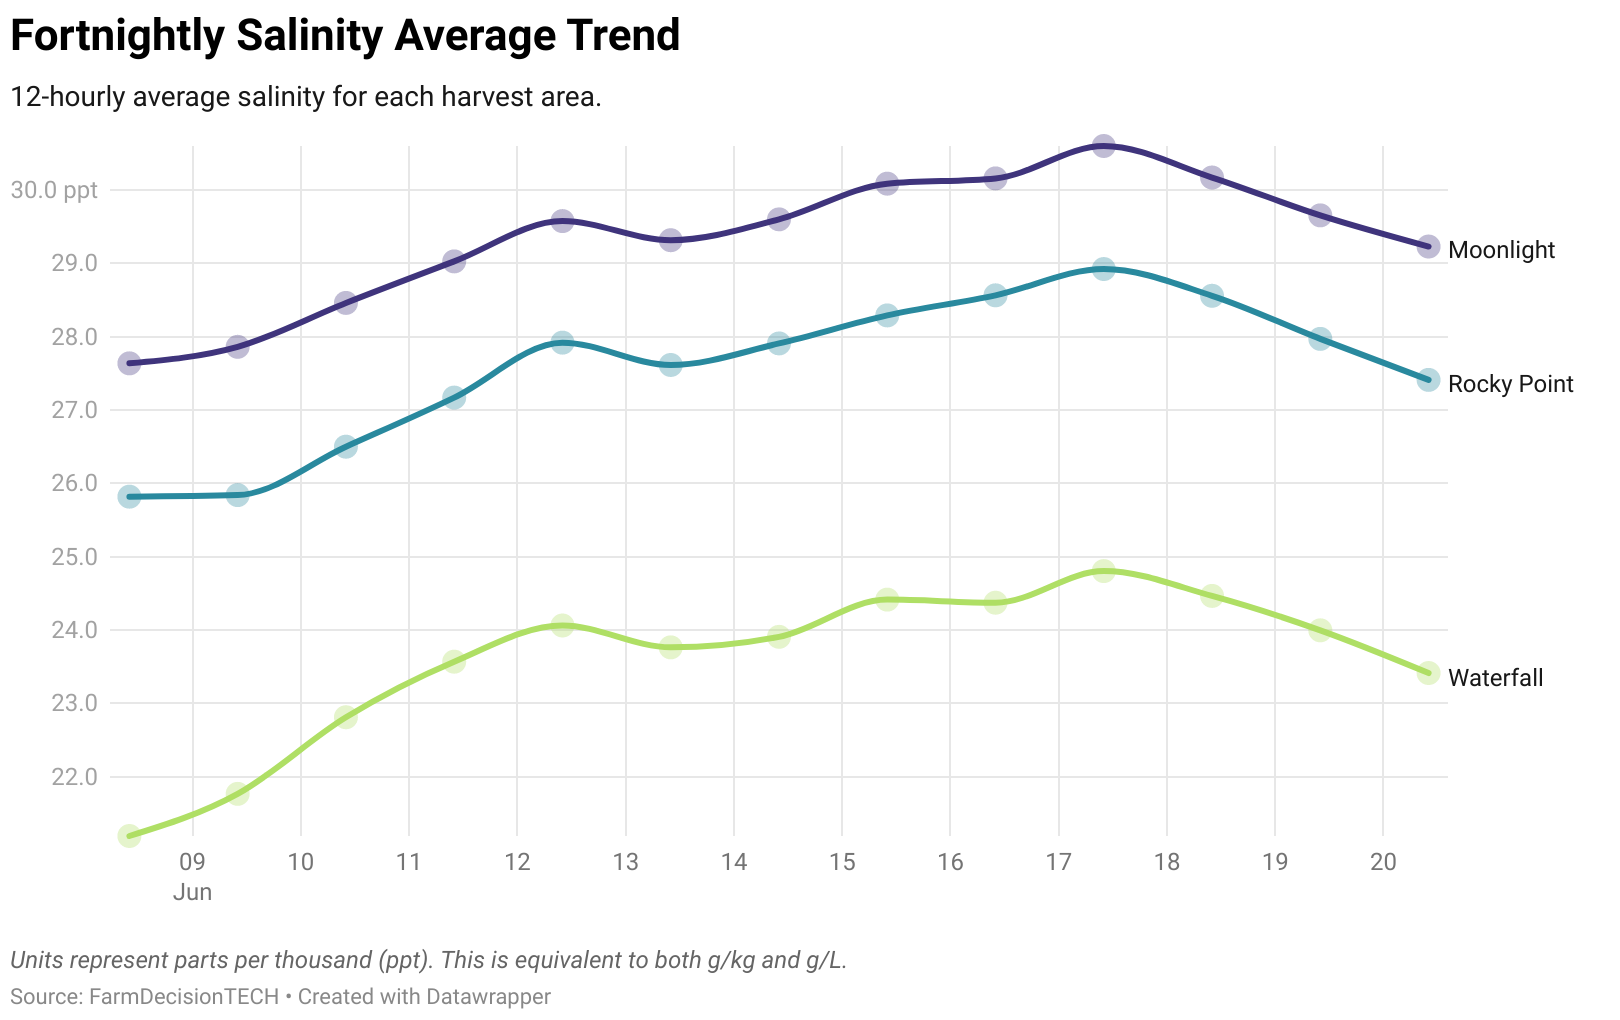 Fortnightly Salinity Average Trend
12-hourly average salinity for each harvest area.
30.0 ppt
29.0
28.0
27.0
26.0
25.0
24.0
23.0
22.0
Moonlight
Rocky Point
Waterfall
09 10 11 12 13 14 15 16 17 18 19 20
Jun
Units represent parts per thousand (ppt). This is equivalent to both g/kg and g/L.
Source: FarmDecisionTECH • Created with Datawrapper